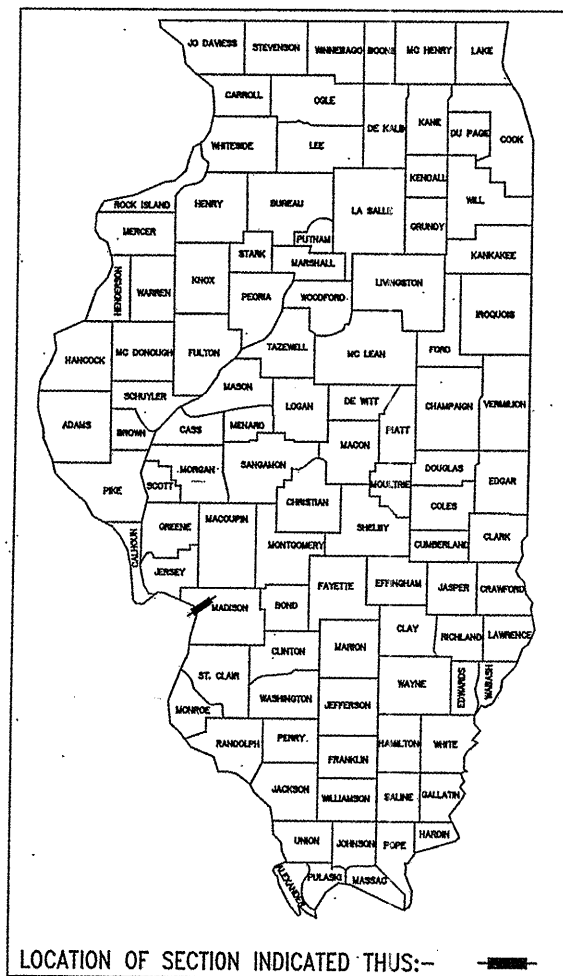 JO DAVIESS STEVENSON WINNEBAGO BOONE MC HENRY LAKE
CARROLL OGLE
DE KALB KANE DU PAGE COOK
WHITESIDE LEE
KENDALL
ROCK ISLAND HENRY BUREAU LA SALLE WILL
MERCER PUTNAM GRUNDY
STARK MARSHALL KANKAKEE
HENDERSON WARREN KNOX PEORIA WOODFORD LIVINGSTON
IROQUOIS
HANCOCK MC DONOUGH FULTON TAZEWELL MC LEAN FORD
SCHUYLER MASON
ADAMS BROWN CASS MENARD LOGAN DE WITT PIATT CHAMPAIGN VERMILION
MACON
PIKE SCOTT MORGAN SANGAMON MOULTRIE DOUGLAS EDGAR
CHRISTIAN COLES
CALHOUN GREENE MACOUPIN SHELBY
MONTGOMERY CUMBERLAND CLARK
JERSEY FAYETTE EFFINGHAM JASPER CRAWFORD
MADISON BOND
CLAY RICHLAND LAWRENCE
CLINTON MARION
ST. CLAIR WAYNE EDWARDS WABASH
WASHINGTON JEFFERSON
MONROE
RANDOLPH PERRY HAMILTON WHITE
FRANKLIN
JACKSON WILLIAMSON SALINE GALLATIN
UNION JOHNSON POPE HARDIN
ALEXANDER PULASKI MASSAC
LOCATION OF SECTION INDICATED THUS:-